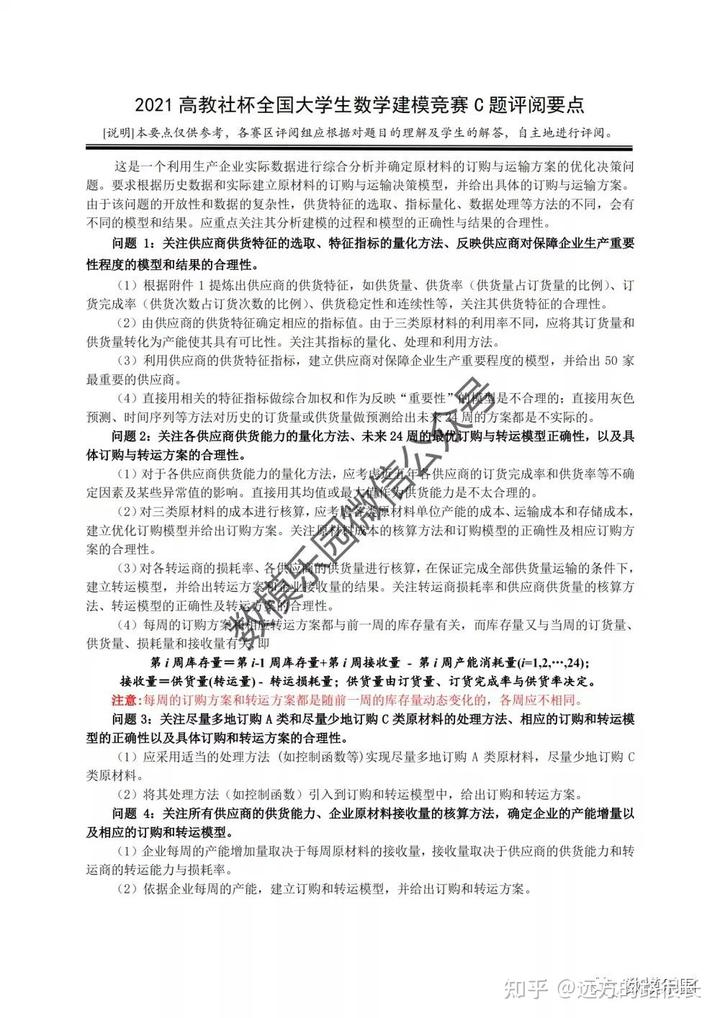 2021 高教社杯全国大学生数学建模竞赛 C 题评阅要点
[说明]本要点仅供参考，各赛区评阅组应根据对题目的理解及学生的解答，自主地进行评阅。
这是一个利用生产企业实际数据进行综合分析并确定原材料的订购与运输方案的优化决策问
题。要求根据历史数据和实际建立原材料的订购与运输决策模型，并给出具体的订购与运输方案。
由于该问题的开放性和数据的复杂性，供货特征的选取、指标量化、数据处理等方法的不同，会有
不同的模型和结果。应重点关注其分析建模的过程和模型的正确性与结果的合理性。
问题 1：关注供应商供货特征的选取、特征指标的量化方法、反映供应商对保障企业生产重要
性程度的模型和结果的合理性。
（1）根据附件 1 提炼出供应商的供货特征，如供货量、供货率（供货量占订货量的比例）、订
货完成率（供货次数占订货次数的比例）、供货稳定性和连续性等，关注其供货特征的合理性。
（2）由供应商的供货特征确定相应的指标值。由于三类原材料的利用率不同，应将其订货量和
供货量转化为产能使其具有可比性。关注其指标的量化、处理和利用方法。
（3）利用供应商的供货特征指标，建立供应商对保障企业生产重要程度的模型，并给出 50 家
最重要的供应商。
（4）直接用相关的特征指标做综合加权和作为反映“重要性”的模型是不合理的；直接用灰色
预测、时间序列等方法对历史的订货量或供货量做预测给出未来 24 周的方案都是不实际的。
问题 2：关注各供应商供货能力的量化方法、未来 24 周的最优订购与转运模型正确性，以及具
体订购与转运方案的合理性。
（1）对于各供应商供货能力的量化方法，应考虑近五年各供应商的订货完成率和供货率等不确
定因素及某些异常值的影响。直接用其均值或最大值作为供货能力是不太合理的。
（2）对三类原材料的成本进行核算，应考虑各类原材料单位产能的成本、运输成本和存储成本，
建立优化订购模型并给出订购方案。关注原材料成本的核算方法和订购模型的正确性及相应订购方
案的合理性。
（3）对各转运商的损耗率、各供应商的供货量进行核算，在保证完成全部供货量运输的条件下，
建立转运模型，并给出转运方案和企业接收量的结果。关注转运商损耗率和供应商供货量的核算方
法、转运模型的正确性及转运方案的合理性。
（4）每周的订购方案和相应转运方案都与前一周的库存量有关，而库存量又与当周的订货量、
供货量、损耗量和接收量有关，即
第 i 周库存量＝第 i-1 周库存量+第 i 周接收量 - 第 i 周产能消耗量(i=1,2,…,24)；
接收量＝供货量(转运量) - 转运损耗量；供货量由订货量、订货完成率与供货率决定。
注意:每周的订购方案和转运方案都是随前一周的库存量动态变化的，各周应不相同。
问题 3：关注尽量多地订购 A 类和尽量少地订购 C 类原材料的处理方法、相应的订购和转运模
型的正确性以及具体订购和转运方案的合理性。
（1）应采用适当的处理方法 (如控制函数等)实现尽量多地订购 A 类原材料，尽量少地订购 C
类原材料。
（2）将其处理方法（如控制函数）引入到订购和转运模型中，给出订购和转运方案。
问题 4：关注所有供应商的供货能力、企业原材料接收量的核算方法，确定企业的产能增量以
及相应的订购和转运模型。
（1）企业每周的产能增加量取决于每周原材料的接收量，接收量取决于供应商的供货能力和转
运商的转运能力与损耗率。
（2）依据企业每周的产能，建立订购和转运模型，并给出订购和转运方案。
数模乐园微信公众号
知乎 @远方的路很长